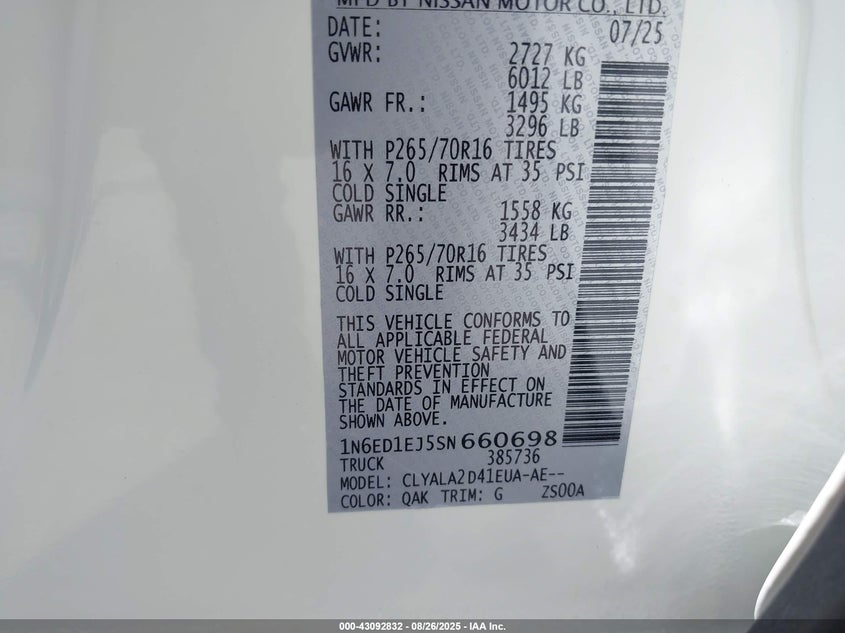 MFD BY NISSAN MOTOR CO., LTD.
DATE: 07/25
GVWR: 2727 KG
6012 LB
GAWR FR.: 1495 KG
3296 LB
WITH P265/70R16 TIRES
16 X 7.0 RIMS AT 35 PSI
COLD SINGLE
GAWR RR.: 1558 KG
3434 LB
WITH P265/70R16 TIRES
16 X 7.0 RIMS AT 35 PSI
COLD SINGLE
THIS VEHICLE CONFORMS TO
ALL APPLICABLE FEDERAL
MOTOR VEHICLE SAFETY AND
THEFT PREVENTION
STANDARDS IN EFFECT ON
THE DATE OF MANUFACTURE
SHOWN ABOVE.
1N6ED1EJ5SN660698
TRUCK 385736
MODEL: CLYALA2D41EUA-AE--
COLOR: QAK TRIM: G ZS00A
000-43092832 - 08/26/2025 - IAA Inc.